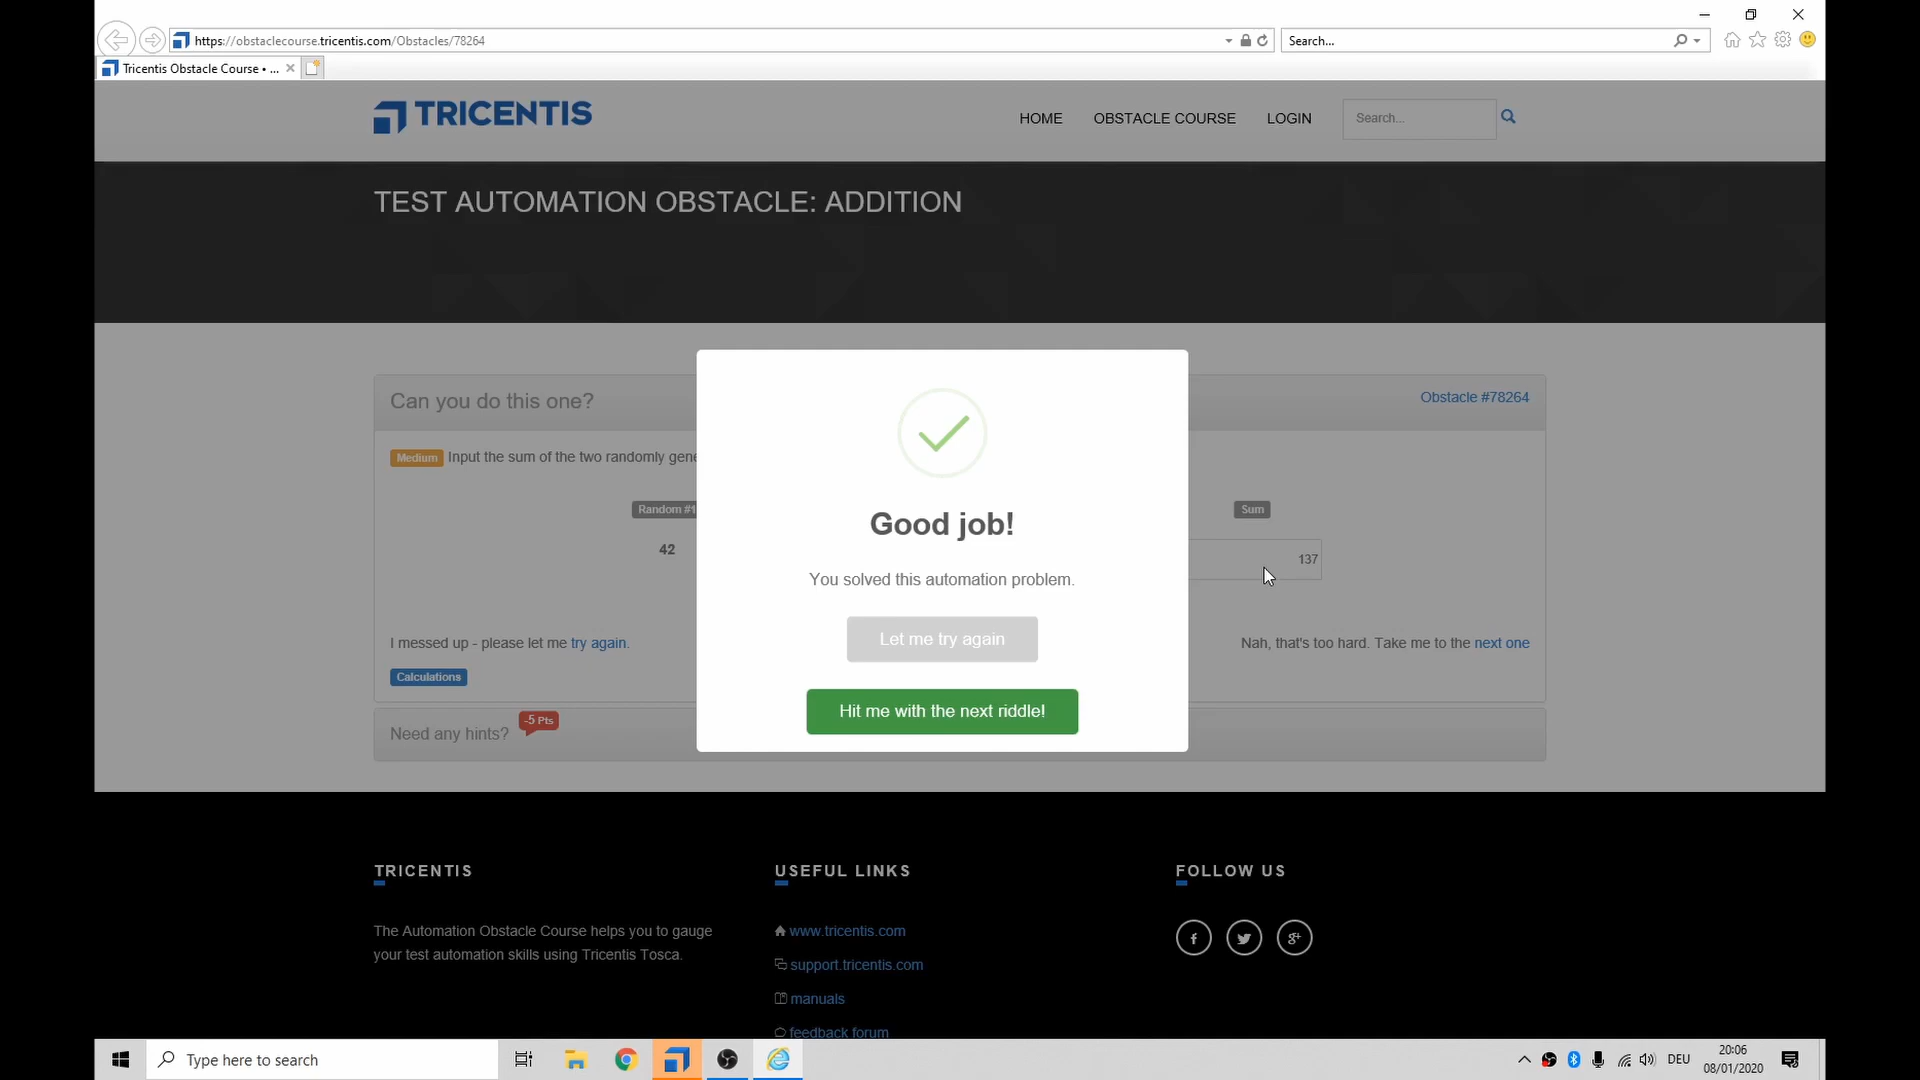 https://obstaclecourse.tricentis.com/Obstacles/78264
Search...
Tricentis Obstacle Course • ...
TRICENTIS
HOME
OBSTACLE COURSE
LOGIN
Search...
TEST AUTOMATION OBSTACLE: ADDITION
Can you do this one?
Obstacle #78264
Medium Input the sum of the two randomly gene
Random #1
Sum
42
137
I messed up - please let me try again.
Nah, that's too hard. Take me to the next one
Calculations
Need any hints?
-5 Pts
Good job!
You solved this automation problem.
Let me try again
Hit me with the next riddle!
TRICENTIS
The Automation Obstacle Course helps you to gauge
your test automation skills using Tricentis Tosca.
USEFUL LINKS
www.tricentis.com
support.tricentis.com
manuals
feedback forum
FOLLOW US
Type here to search
DEU
20:06
08/01/2020